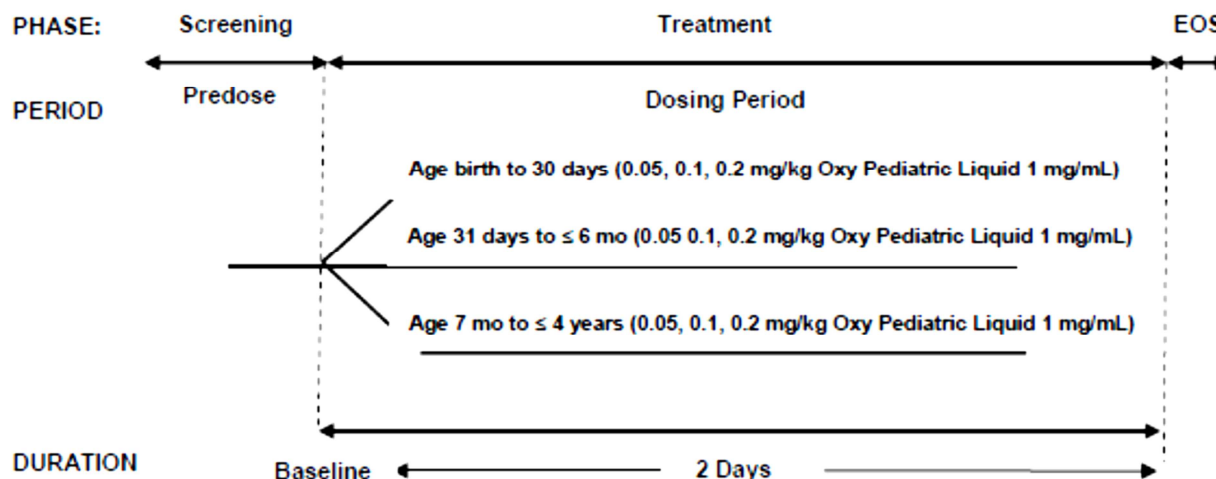 PHASE: Screening Treatment EOS
PERIOD Predose Dosing Period
Age birth to 30 days (0.05, 0.1, 0.2 mg/kg Oxy Pediatric Liquid 1 mg/mL)
Age 31 days to ≤ 6 mo (0.05 0.1, 0.2 mg/kg Oxy Pediatric Liquid 1 mg/mL)
Age 7 mo to ≤ 4 years (0.05, 0.1, 0.2 mg/kg Oxy Pediatric Liquid 1 mg/mL)
DURATION Baseline 2 Days